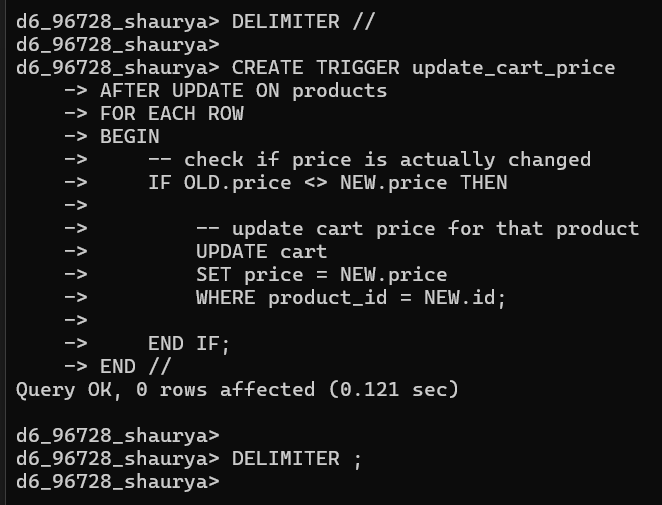 d6_96728_shaurya> DELIMITER //
d6_96728_shaurya>
d6_96728_shaurya> CREATE TRIGGER update_cart_price
    -> AFTER UPDATE ON products
    -> FOR EACH ROW
    -> BEGIN
    ->     -- check if price is actually changed
    ->     IF OLD.price <> NEW.price THEN
    ->
    ->         -- update cart price for that product
    ->         UPDATE cart
    ->         SET price = NEW.price
    ->         WHERE product_id = NEW.id;
    ->
    ->     END IF;
    -> END //
Query OK, 0 rows affected (0.121 sec)

d6_96728_shaurya>
d6_96728_shaurya> DELIMITER ;
d6_96728_shaurya>